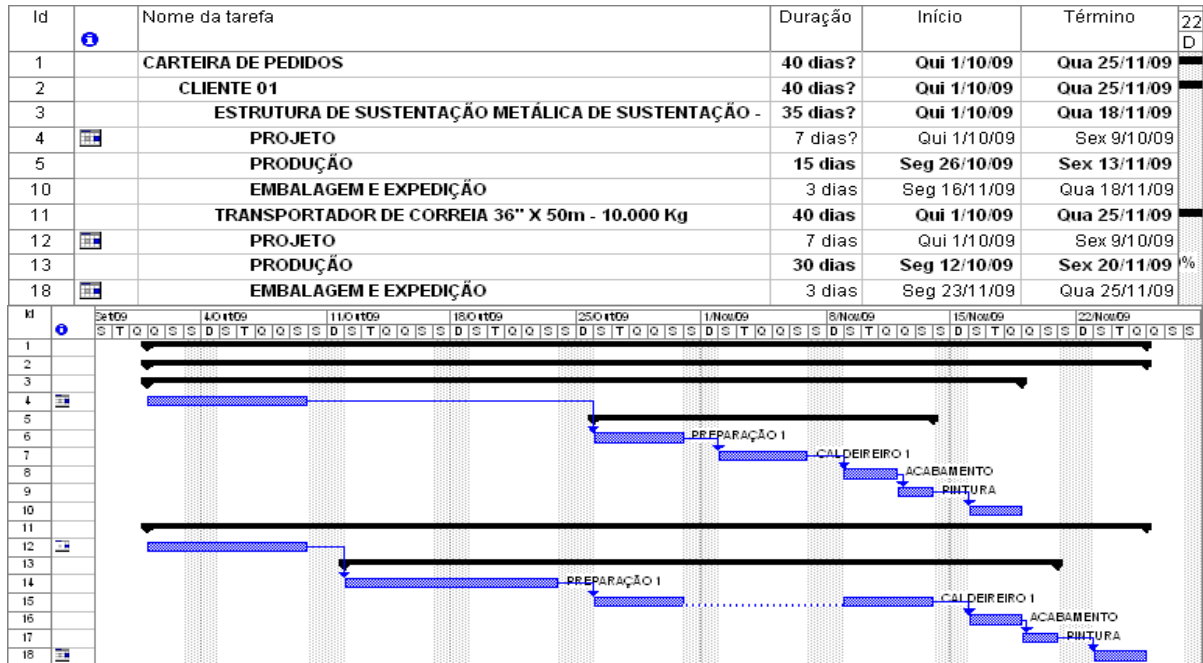 Id Nome da tarefa Duração Início Término 22
D
1 CARTEIRA DE PEDIDOS 40 dias? Qui 1/10/09 Qua 25/11/09
2 CLIENTE 01 40 dias? Qui 1/10/09 Qua 25/11/09
3 ESTRUTURA DE SUSTENTAÇÃO METÁLICA DE SUSTENTAÇÃO - 35 dias? Qui 1/10/09 Qua 18/11/09
4 PROJETO 7 dias? Qui 1/10/09 Sex 9/10/09
5 PRODUÇÃO 15 dias Seg 26/10/09 Sex 13/11/09
10 EMBALAGEM E EXPEDIÇÃO 3 dias Seg 16/11/09 Qua 18/11/09
11 TRANSPORTADOR DE CORREIA 36" X 50m - 10.000 Kg 40 dias Qui 1/10/09 Qua 25/11/09
12 PROJETO 7 dias Qui 1/10/09 Sex 9/10/09
13 PRODUÇÃO 30 dias Seg 12/10/09 Sex 20/11/09 %
18 EMBALAGEM E EXPEDIÇÃO 3 dias Seg 23/11/09 Qua 25/11/09
Id Set/09 4/Out/09 11/Out/09 18/Out/09 25/Out/09 1/Nov/09 8/Nov/09 15/Nov/09 22/Nov/09
S T Q Q S S D S T Q Q S S D S T Q Q S S D S T Q Q S S D S T Q Q S S D S T Q Q S S D S T Q Q S S D S T Q Q S S D S T Q Q S S
1
2
3
4
5
6 PREPARAÇÃO 1
7 CALDEIREIRO 1
8 ACABAMENTO
9 PINTURA
10
11
12
13
14 PREPARAÇÃO 1
15 CALDEIREIRO 1
16 ACABAMENTO
17 PINTURA
18